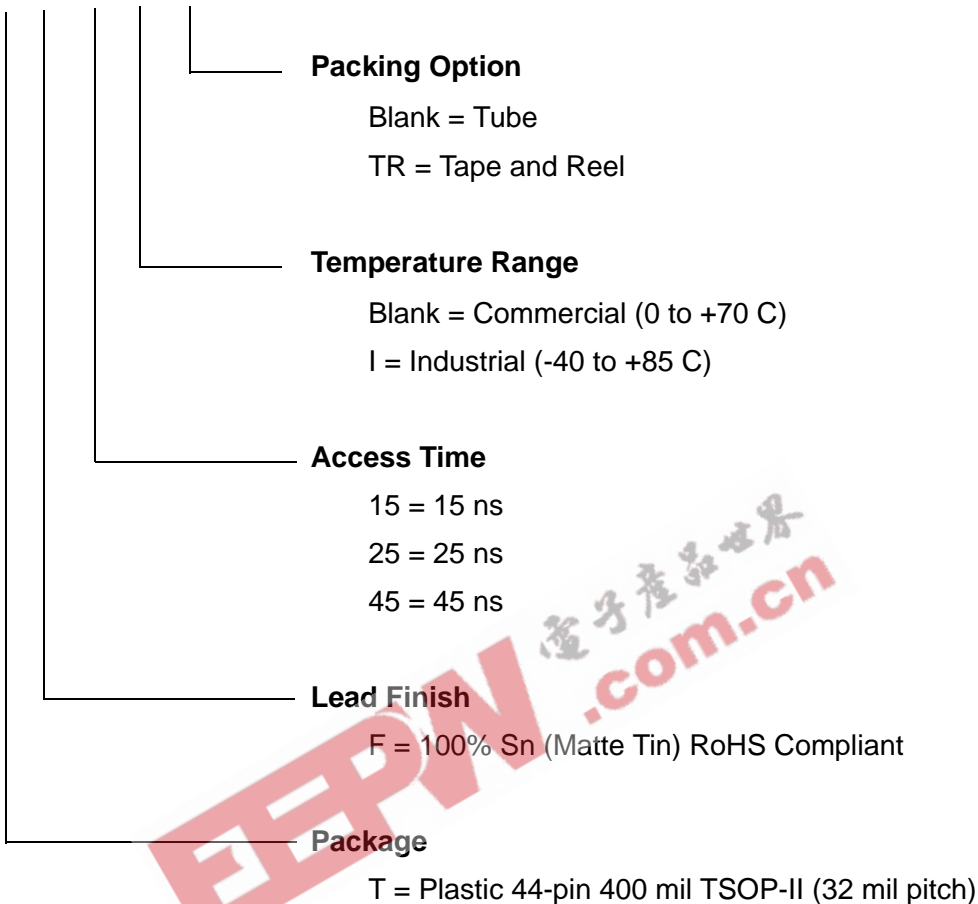 Packing Option
Blank = Tube
TR = Tape and Reel
Temperature Range
Blank = Commercial (0 to +70 C)
I = Industrial (-40 to +85 C)
Access Time
15 = 15 ns
25 = 25 ns
45 = 45 ns
Lead Finish
F = 100% Sn (Matte Tin) RoHS Compliant
Package
T = Plastic 44-pin 400 mil TSOP-II (32 mil pitch)
EEPW 電子產品世界
.com.cn